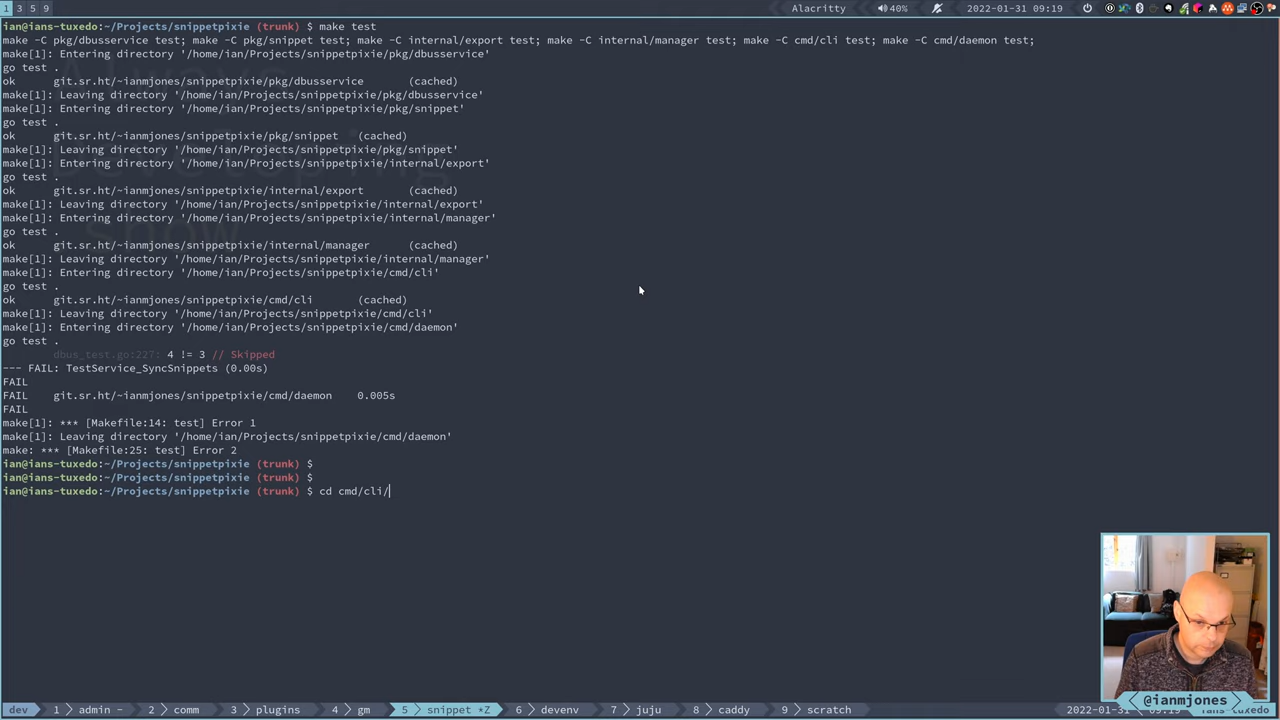 1 3 5 9 Alacritty 40% 2022-01-31 09:19
ian@ians-tuxedo:~/Projects/snippetpixie (trunk) $ make test
make -C pkg/dbusservice test; make -C pkg/snippet test; make -C internal/export test; make -C internal/manager test; make -C cmd/cli test; make -C cmd/daemon test;
make[1]: Entering directory '/home/ian/Projects/snippetpixie/pkg/dbusservice'
go test .
ok git.sr.ht/~ianmjones/snippetpixie/pkg/dbusservice (cached)
make[1]: Leaving directory '/home/ian/Projects/snippetpixie/pkg/dbusservice'
make[1]: Entering directory '/home/ian/Projects/snippetpixie/pkg/snippet'
go test .
ok git.sr.ht/~ianmjones/snippetpixie/pkg/snippet (cached)
make[1]: Leaving directory '/home/ian/Projects/snippetpixie/pkg/snippet'
make[1]: Entering directory '/home/ian/Projects/snippetpixie/internal/export'
go test .
ok git.sr.ht/~ianmjones/snippetpixie/internal/export (cached)
make[1]: Leaving directory '/home/ian/Projects/snippetpixie/internal/export'
make[1]: Entering directory '/home/ian/Projects/snippetpixie/internal/manager'
go test .
ok git.sr.ht/~ianmjones/snippetpixie/internal/manager (cached)
make[1]: Leaving directory '/home/ian/Projects/snippetpixie/internal/manager'
make[1]: Entering directory '/home/ian/Projects/snippetpixie/cmd/cli'
go test .
ok git.sr.ht/~ianmjones/snippetpixie/cmd/cli (cached)
make[1]: Leaving directory '/home/ian/Projects/snippetpixie/cmd/cli'
make[1]: Entering directory '/home/ian/Projects/snippetpixie/cmd/daemon'
go test .
dbus_test.go:227: 4 != 3 // Skipped
--- FAIL: TestService_SyncSnippets (0.00s)
FAIL
FAIL git.sr.ht/~ianmjones/snippetpixie/cmd/daemon 0.005s
FAIL
make[1]: *** [Makefile:14: test] Error 1
make[1]: Leaving directory '/home/ian/Projects/snippetpixie/cmd/daemon'
make: *** [Makefile:25: test] Error 2
ian@ians-tuxedo:~/Projects/snippetpixie (trunk) $
ian@ians-tuxedo:~/Projects/snippetpixie (trunk) $
ian@ians-tuxedo:~/Projects/snippetpixie (trunk) $ cd cmd/cli/
@ianmjones
dev 1 admin - 2 comm 3 plugins 4 gm 5 snippet *Z 6 devenv 7 juju 8 caddy 9 scratch 2022-01-31